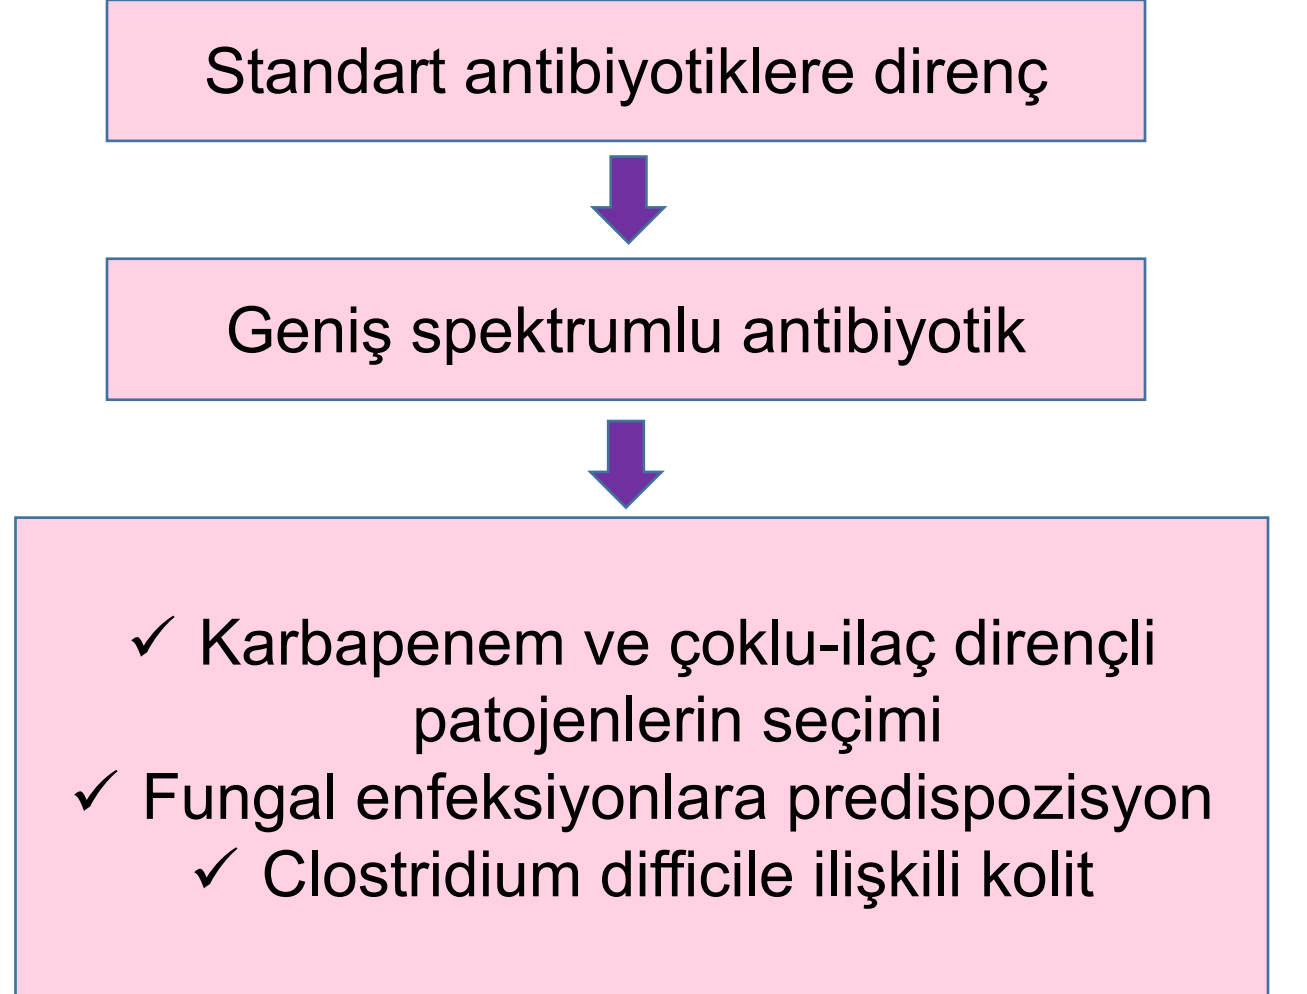 Standart antibiyotiklere direnç
Geniş spektrumlu antibiyotik
✓ Karbapenem ve çoklu-ilaç dirençli
patojenlerin seçimi
✓ Fungal enfeksiyonlara predispozisyon
✓ Clostridium difficile ilişkili kolit